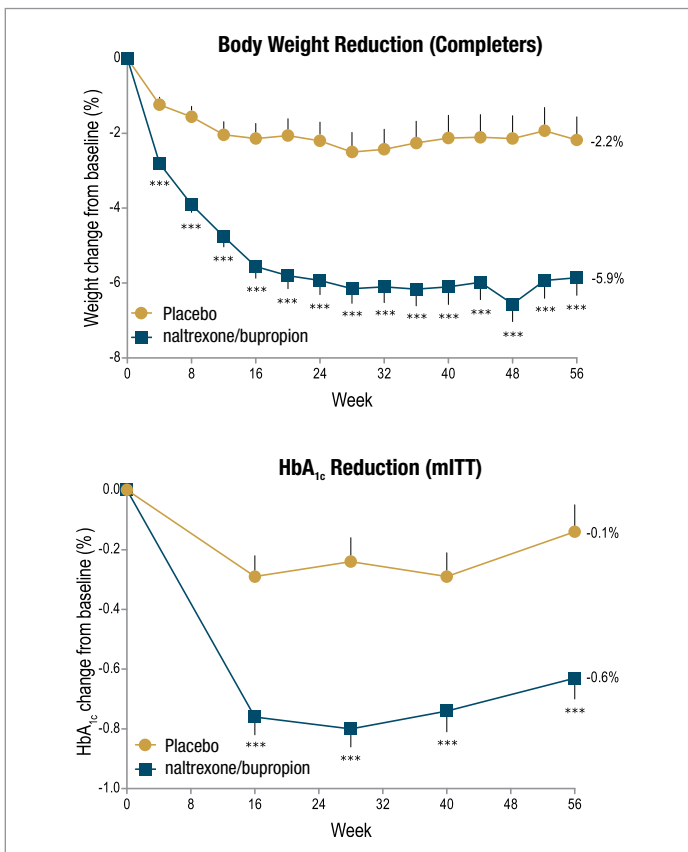 Body Weight Reduction (Completers)
Weight change from baseline (%)
0
-2
-4
-6
-8
-2.2%
-5.9%
***
***
***
***
***
***
***
***
***
***
***
***
***
***
Placebo
naltrexone/bupropion
0 8 16 24 32 40 48 56
Week
HbA1c Reduction (mITT)
HbA1c change from baseline (%)
0.0
-0.2
-0.4
-0.6
-0.8
-1.0
-0.1%
-0.6%
***
***
***
***
Placebo
naltrexone/bupropion
0 8 16 24 32 40 48 56
Week